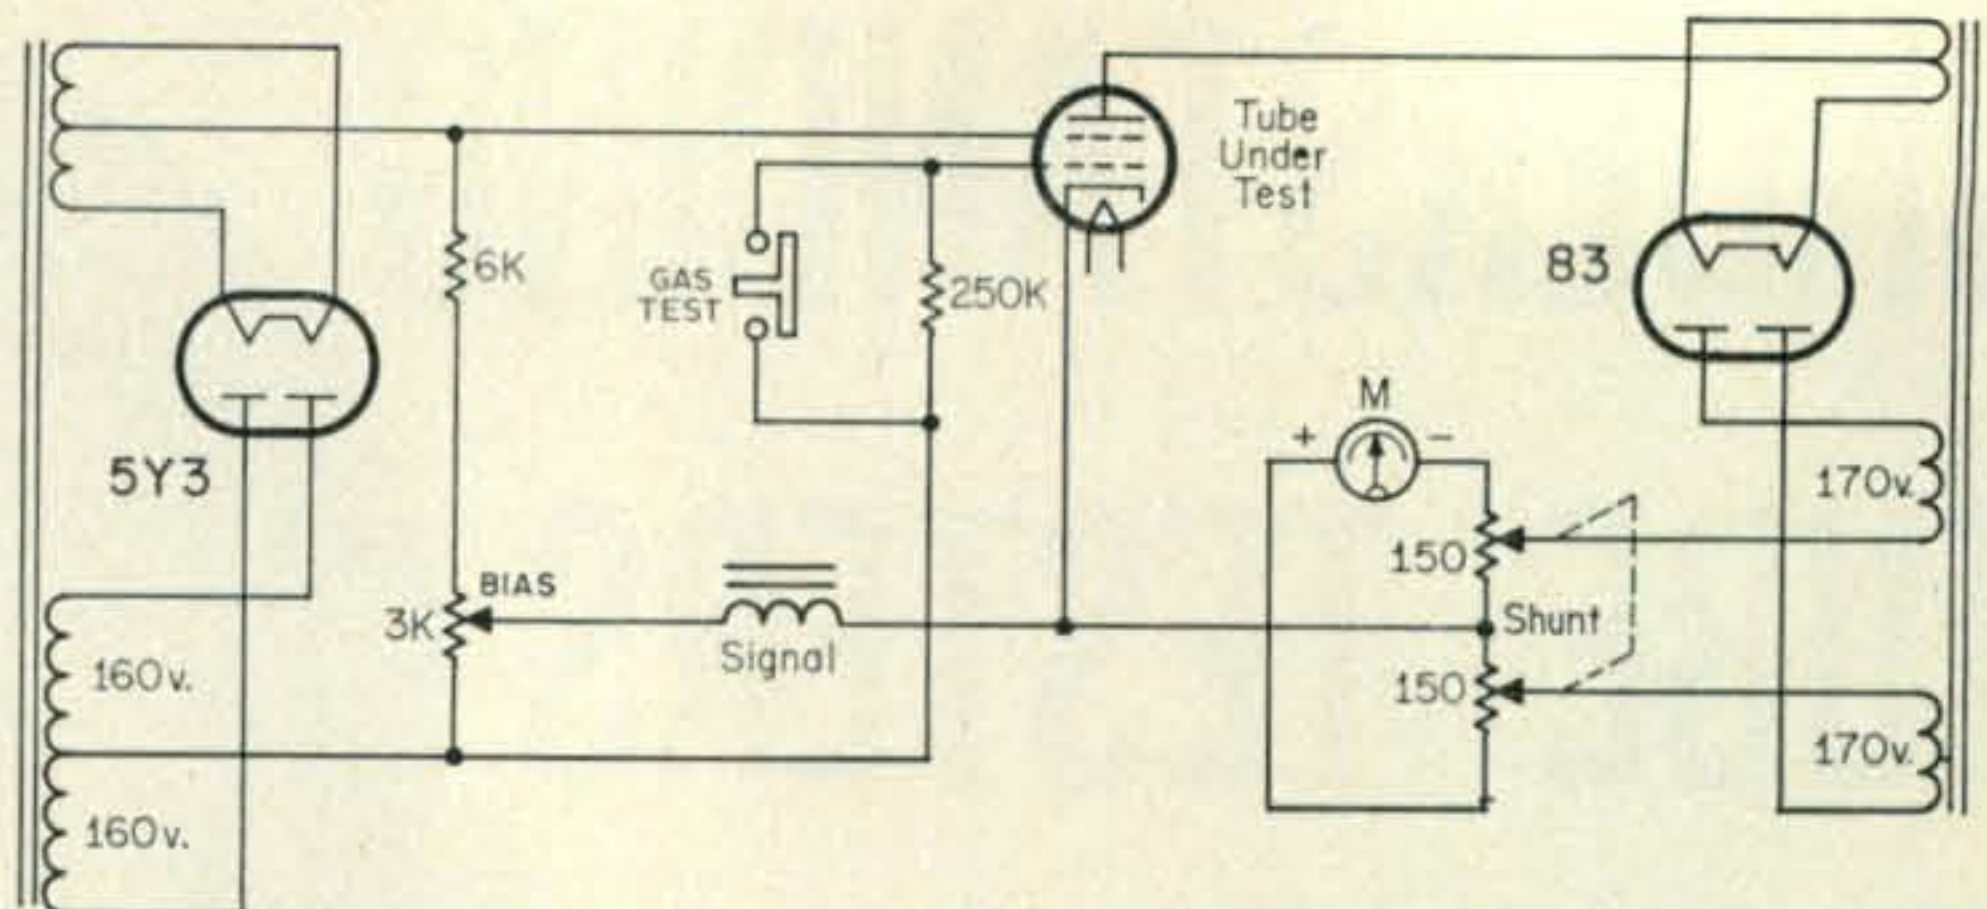 Tube
Under
Test
83
6K
GAS
TEST
250K
M
+ -
5Y3
170v.
150
BIAS
3K
Signal
Shunt
160v.
150
170v.
160v.